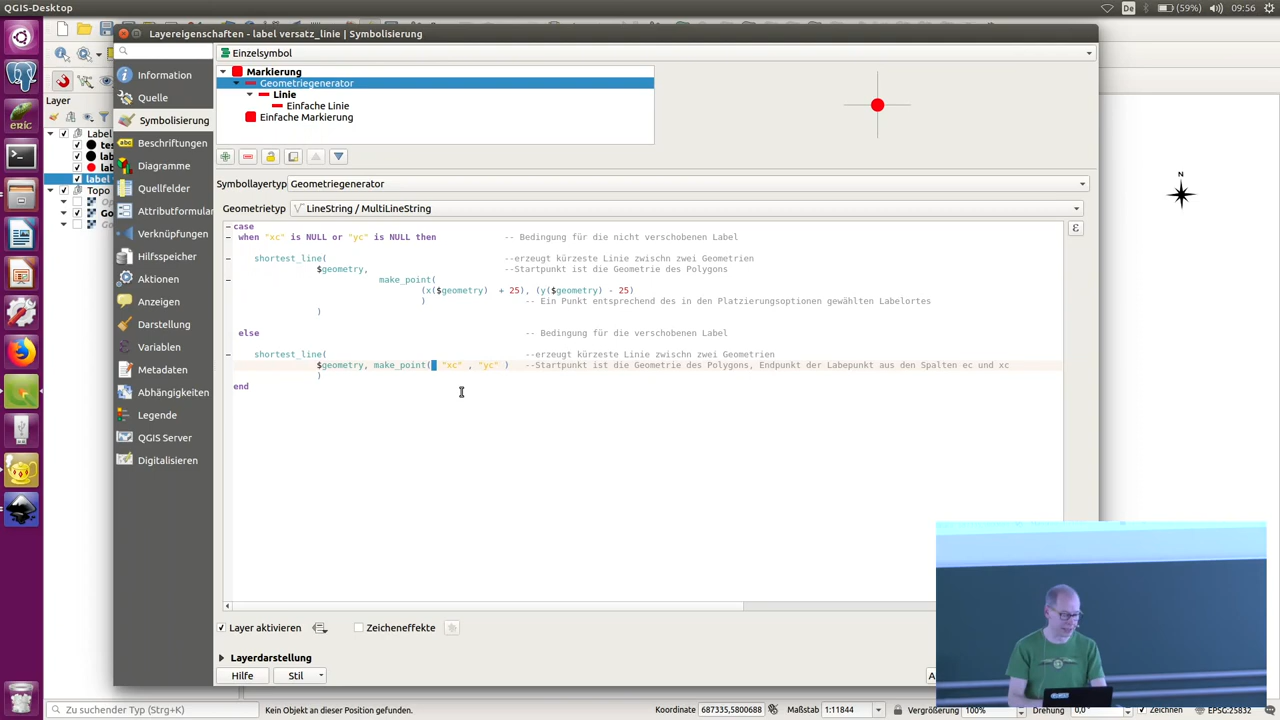 QGIS-Desktop
De
(59%)
09:56
Layereigenschaften - label versatz_linie | Symbolisierung
Einzelsymbol
Information
Quelle
Symbolisierung
Beschriftungen
Diagramme
Quellfelder
Attributformular
Verknüpfungen
Hilfsspeicher
Aktionen
Anzeigen
Darstellung
Variablen
Metadaten
Abhängigkeiten
Legende
QGIS Server
Digitalisieren
Layer
Label
label
Topo
eric
Markierung
Geometriegenerator
Linie
Einfache Linie
Einfache Markierung
Symbollayertyp Geometriegenerator
Geometrietyp LineString / MultiLineString
case
when "xc" is NULL or "yc" is NULL then -- Bedingung für die nicht verschobenen Label
shortest_line( --erzeugt kürzeste Linie zwischn zwei Geometrien
$geometry, --Startpunkt ist die Geometrie des Polygons
make_point(
(x($geometry) + 25), (y($geometry) - 25)
) -- Ein Punkt entsprechend des in den Platzierungsoptionen gewählten Labelortes
)
else -- Bedingung für die verschobenen Label
shortest_line( --erzeugt kürzeste Linie zwischn zwei Geometrien
$geometry, make_point( "xc" , "yc" ) --Startpunkt ist die Geometrie des Polygons, Endpunkt der Labepunkt aus den Spalten ec und xc
)
end
N
ε
Layer aktivieren
Zeicheneffekte
Layerdarstellung
Hilfe
Stil
Zu suchender Typ (Strg+K)
Kein Objekt an dieser Position gefunden.
Koordinate 687335,5800688
Maßstab 1:11844
Vergrößerung 100%
Drehung 0,0 °
Zeichnen
EPSG:25832